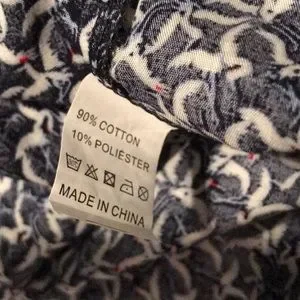 90% COTTON
10% POLIESTER
MADE IN CHINA